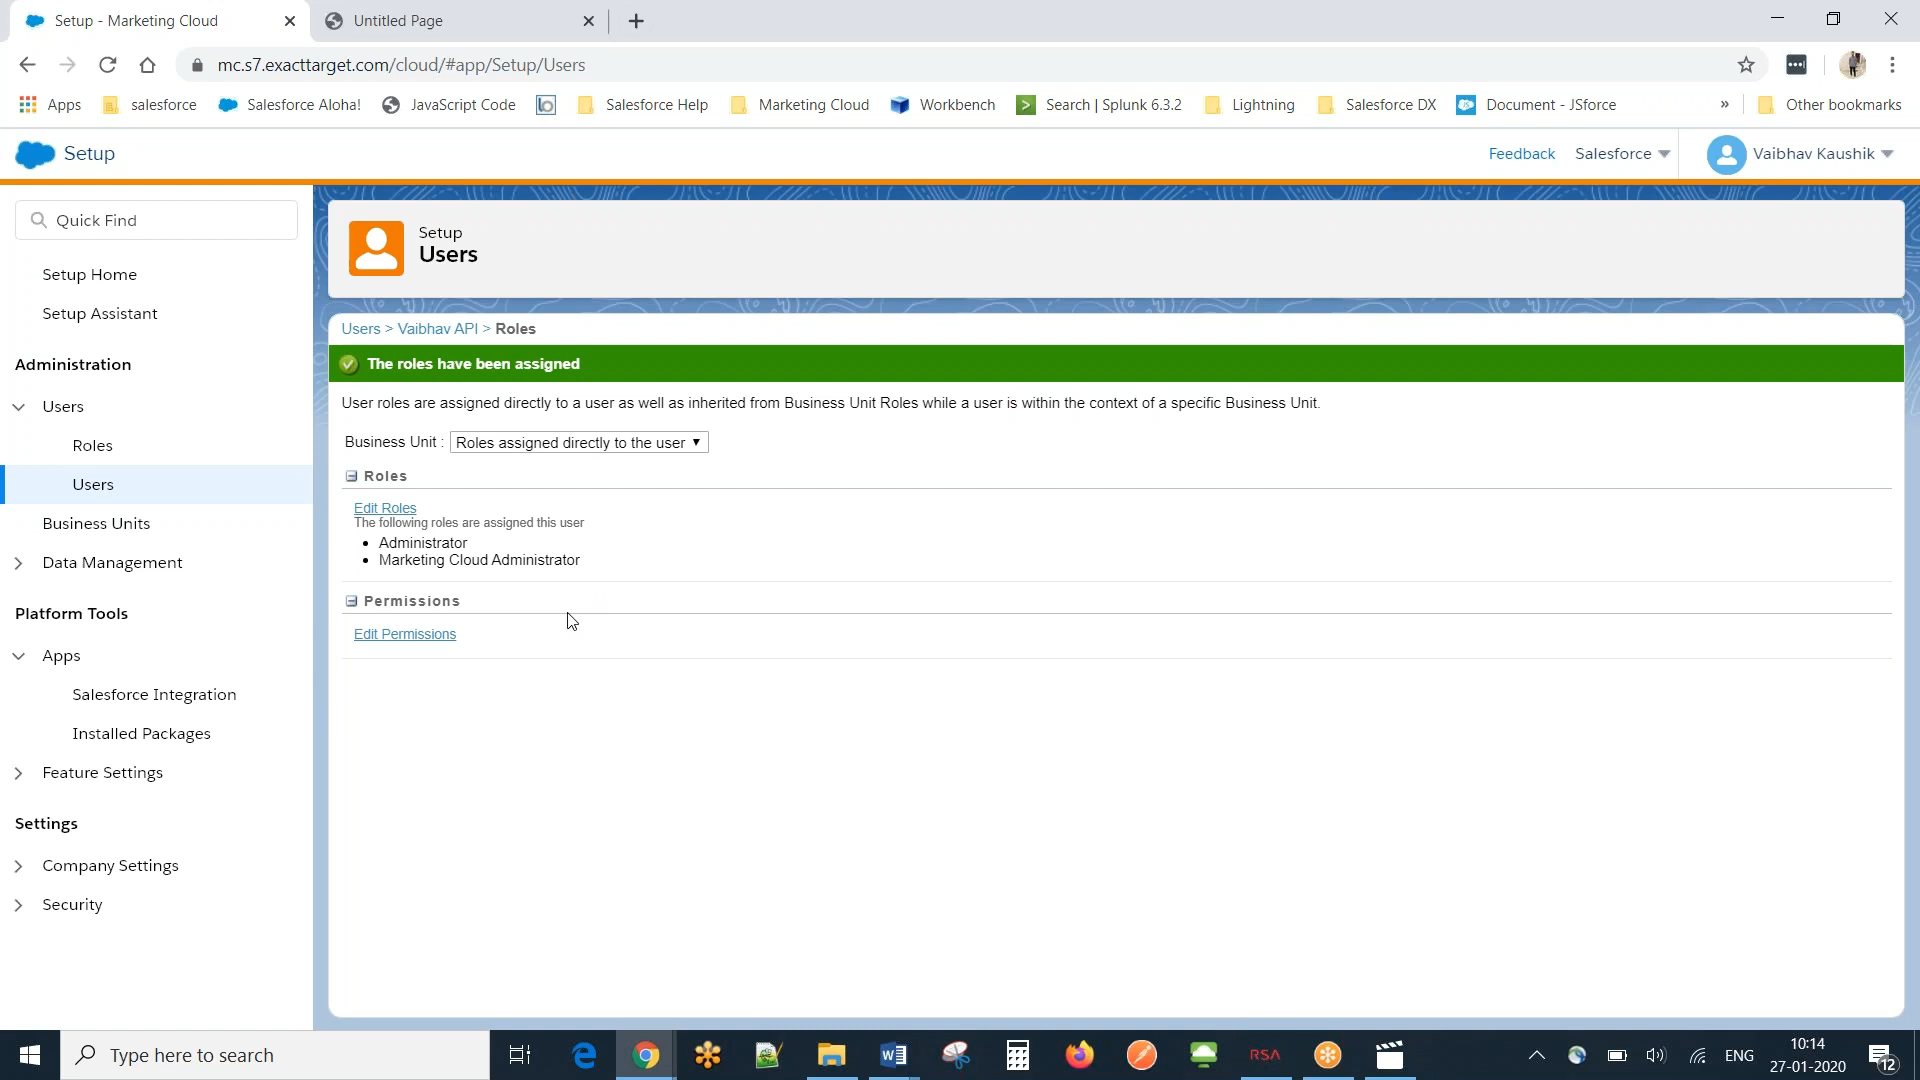 Setup - Marketing Cloud
Untitled Page
mc.s7.exacttarget.com/cloud/#app/Setup/Users
Apps
salesforce
Salesforce Aloha!
JavaScript Code
Salesforce Help
Marketing Cloud
Workbench
Search | Splunk 6.3.2
Lightning
Salesforce DX
Document - JSforce
»
Other bookmarks
Setup
Feedback
Salesforce
Vaibhav Kaushik
Quick Find
Setup Home
Setup Assistant
Administration
Users
Roles
Users
Business Units
Data Management
Platform Tools
Apps
Salesforce Integration
Installed Packages
Feature Settings
Settings
Company Settings
Security
Setup
Users
Users > Vaibhav API > Roles
The roles have been assigned
User roles are assigned directly to a user as well as inherited from Business Unit Roles while a user is within the context of a specific Business Unit.
Business Unit : Roles assigned directly to the user
Roles
Edit Roles
The following roles are assigned this user
• Administrator
• Marketing Cloud Administrator
Permissions
Edit Permissions
Type here to search
RSA
ENG
10:14
27-01-2020
12